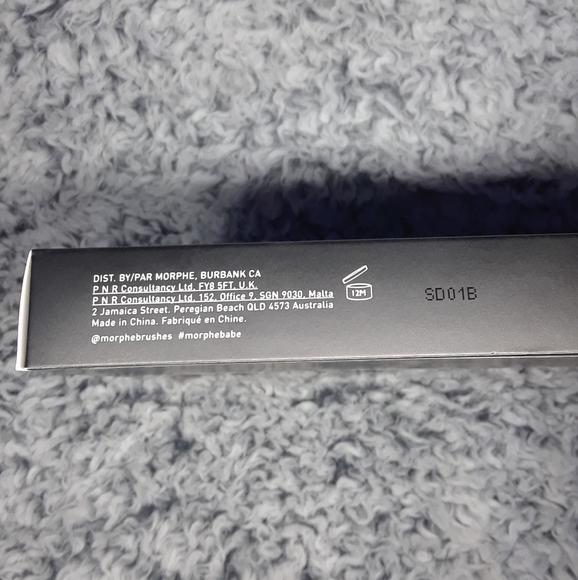 DIST. BY/PAR MORPHE, BURBANK CA
P N R Consultancy Ltd, FY8 5FT, U.K.
P N R Consultancy Ltd, 152, Office 9, SGN 9030, Malta
2 Jamaica Street, Peregian Beach QLD 4573 Australia
Made in China. Fabriqué en Chine.
@morphebrushes #morphebabe
12M
SD01B